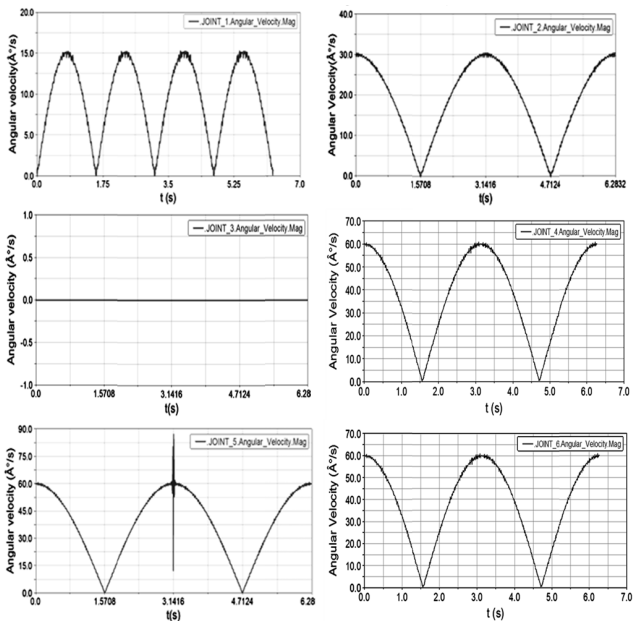 Angular velocity(Â°/s)
20.0
15.0
10.0
5.0
0.0
.JOINT_1.Angular_Velocity.Mag
0.0 1.75 3.5 5.25 7.0
t (s)
Angular velocity(Â°/s)
40.0
30.0
20.0
10.0
0.0
.JOINT_2.Angular_Velocity.Mag
0.0 1.5708 3.1416 4.7124 6.2832
t(s)
Angular velocity (Â°/s)
1.0
0.5
0.0
-0.5
-1.0
.JOINT_3.Angular_Velocity.Mag
0.0 1.5708 3.1416 4.7124 6.28
t(s)
Angular velocity (Â°/s)
70.0
60.0
50.0
40.0
30.0
20.0
10.0
0.0
.JOINT_4.Angular_Velocity.Mag
0.0 1.0 2.0 3.0 4.0 5.0 6.0 7.0
t (s)
Angular velocity (Â°/s)
90.0
75.0
60.0
45.0
30.0
15.0
0.0
.JOINT_5.Angular_Velocity.Mag
0.0 1.5708 3.1416 4.7124 6.28
t(s)
Angular velocity (Â°/s)
70.0
60.0
50.0
40.0
30.0
20.0
10.0
0.0
.JOINT_6.Angular_Velocity.Mag
0.0 1.0 2.0 3.0 4.0 5.0 6.0 7.0
t (s)